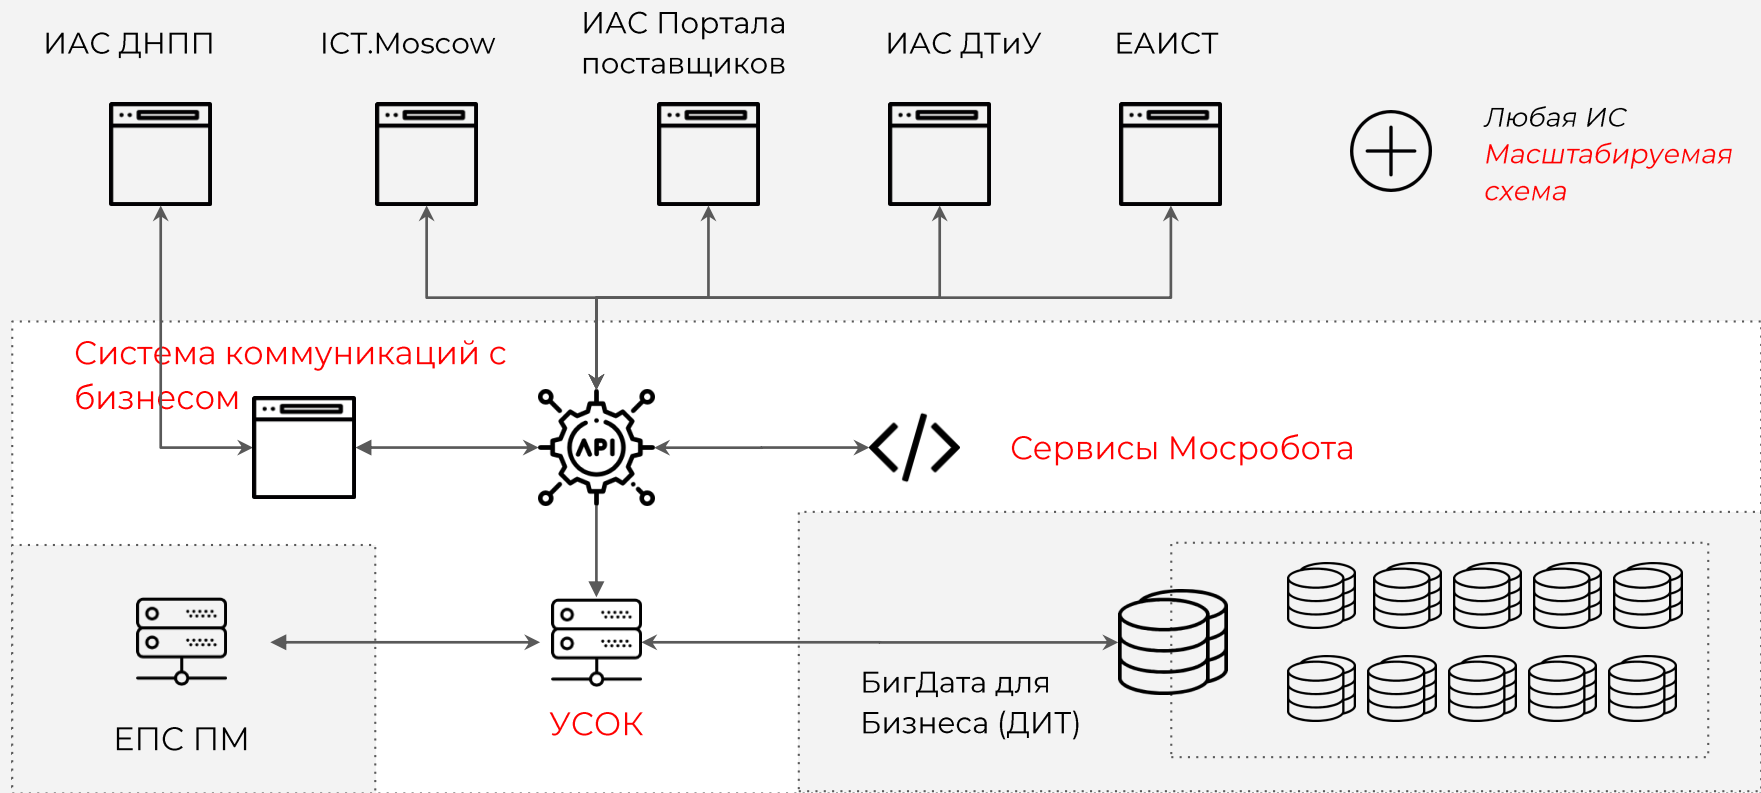 ИАС ДНПП
ICT.Moscow
ИАС Портала
поставщиков
ИАС ДТиУ
ЕАИСТ
Любая ИС
Масштабируемая
схема
Система коммуникаций с
бизнесом
API
Сервисы Мосробота
ЕПС ПМ
УСОК
БигДата для
Бизнеса (ДИТ)